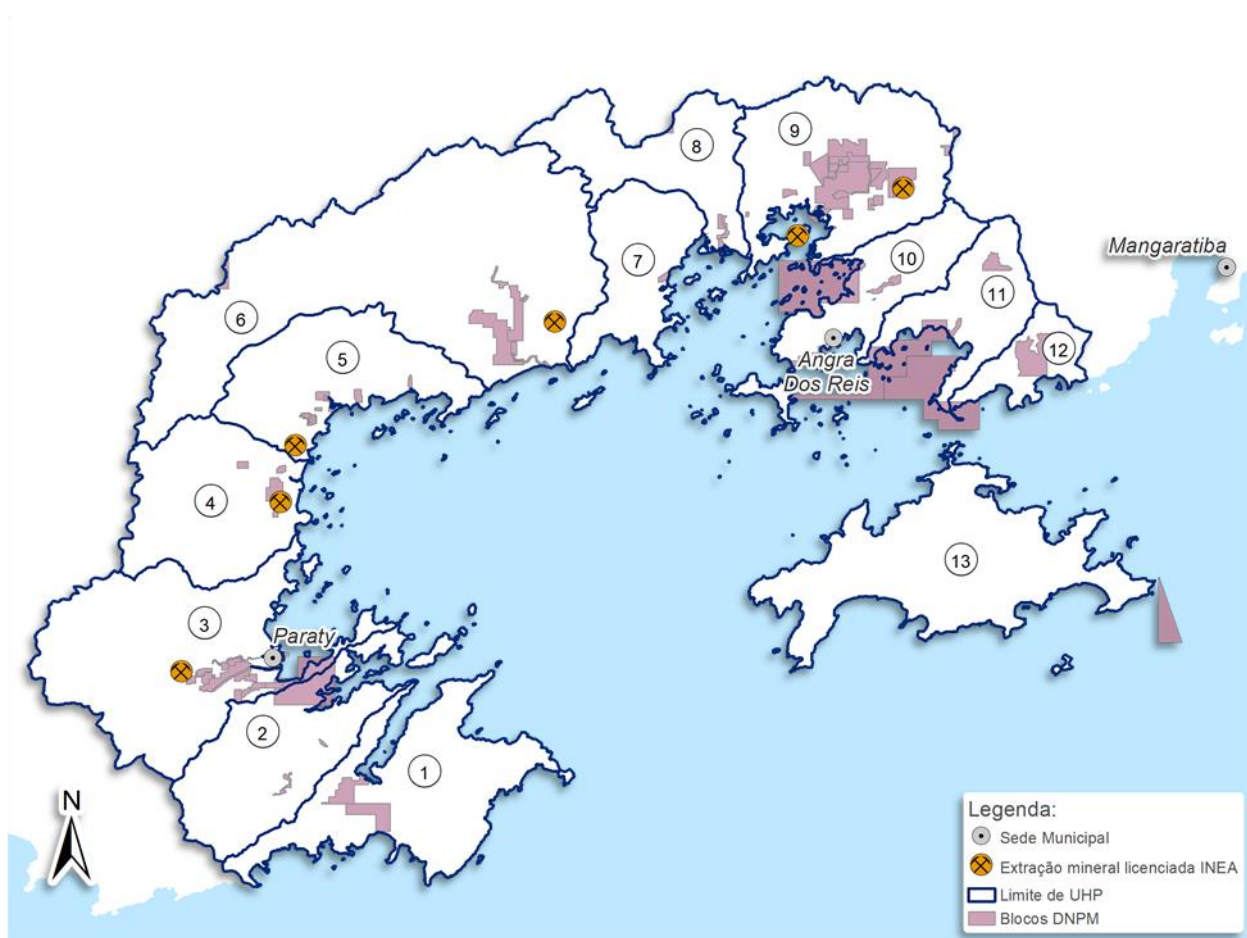 9
8
Mangaratiba
10
7
11
6
5
12
Angra
Dos Reis
4
13
3
Paratý
2
1
N
Legenda:
Sede Municipal
Extração mineral licenciada INEA
Limite de UHP
Blocos DNPM